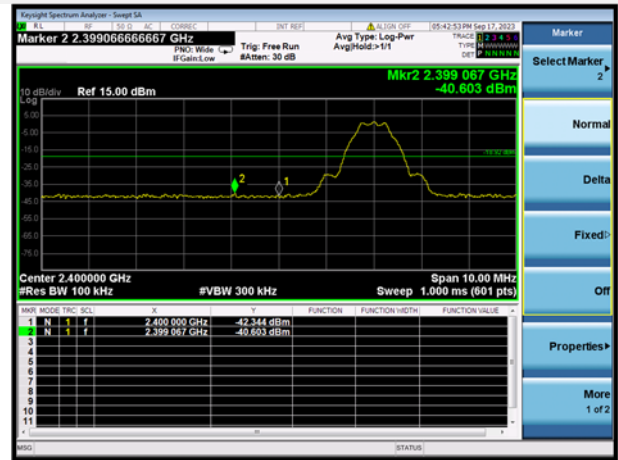 Keysight Spectrum Analyzer - Swept SA
RL RF 50 Ω AC CORREC INT REF ALIGN OFF 05:42:53 PM Sep 17, 2023
Marker 2 2.399066666667 GHz
PNO: Wide
IFGain:Low
Trig: Free Run
#Atten: 30 dB
Avg Type: Log-Pwr
Avg|Hold:>1/1
TRACE 1 2 3 4 5 6
TYPE M WWWWW
DET P NNNNN
Marker
Select Marker
2
Normal
Delta
Fixed
Off
Properties
More
1 of 2
Mkr2 2.399 067 GHz
-40.603 dBm
10 dB/div Ref 15.00 dBm
Log
5.00
-5.00
-15.0
-25.0
-35.0
-45.0
-55.0
-65.0
-75.0
2
1
Center 2.400000 GHz Span 10.00 MHz
#Res BW 100 kHz #VBW 300 kHz Sweep 1.000 ms (601 pts)
MKR MODE TRC SCL X Y FUNCTION FUNCTION WIDTH FUNCTION VALUE
1 N 1 f 2.400 000 GHz -42.344 dBm
2 N 1 f 2.399 067 GHz -40.603 dBm
3
4
5
6
7
8
9
10
11
MSG STATUS